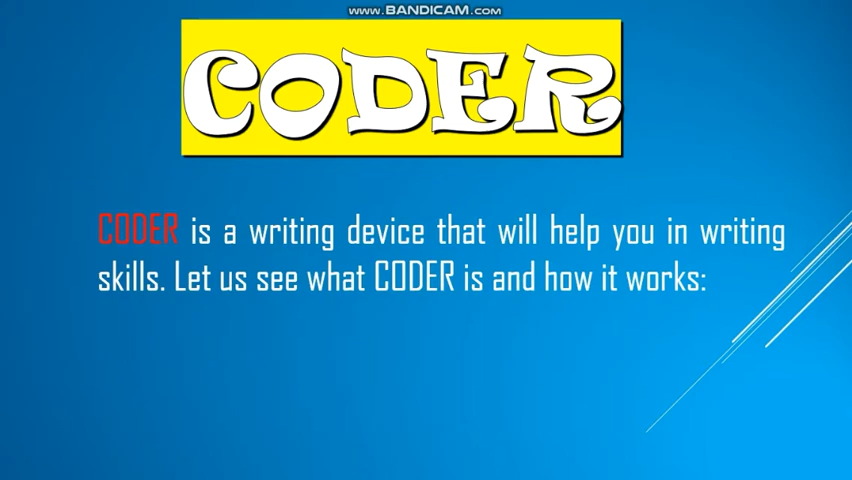 www.BANDICAM.com
CODER
CODER is a writing device that will help you in writing
skills. Let us see what CODER is and how it works: